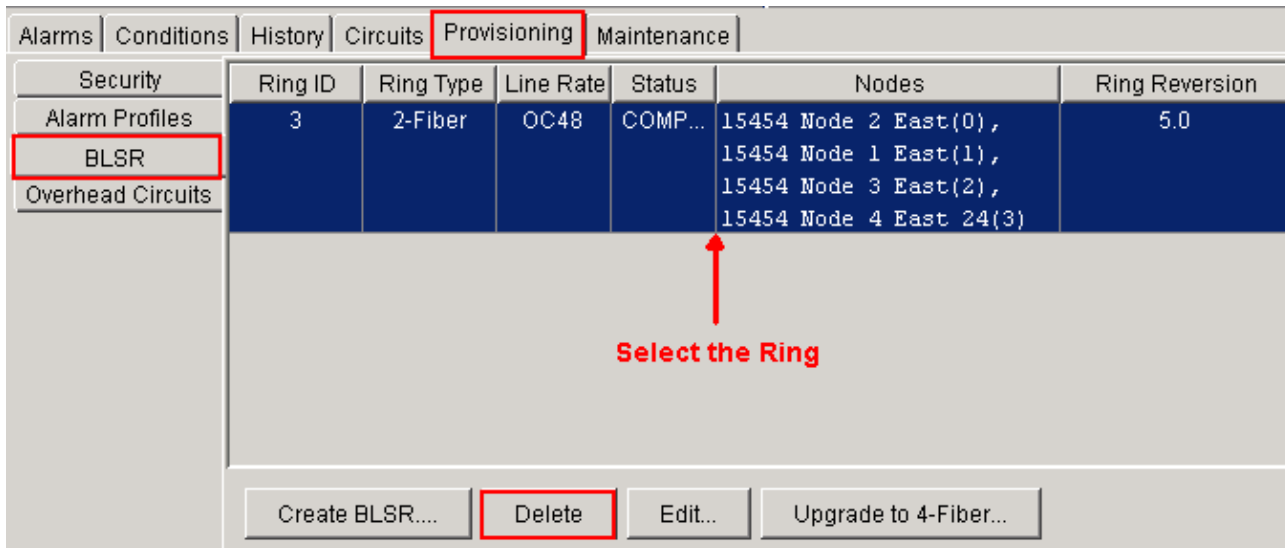 Alarms Conditions History Circuits Provisioning Maintenance
Security
Alarm Profiles
BLSR
Overhead Circuits
Ring ID Ring Type Line Rate Status Nodes Ring Reversion
3 2-Fiber OC48 COMP... 15454 Node 2 East(0), 5.0
15454 Node 1 East(1),
15454 Node 3 East(2),
15454 Node 4 East 24(3)
Select the Ring
Create BLSR.... Delete Edit... Upgrade to 4-Fiber...